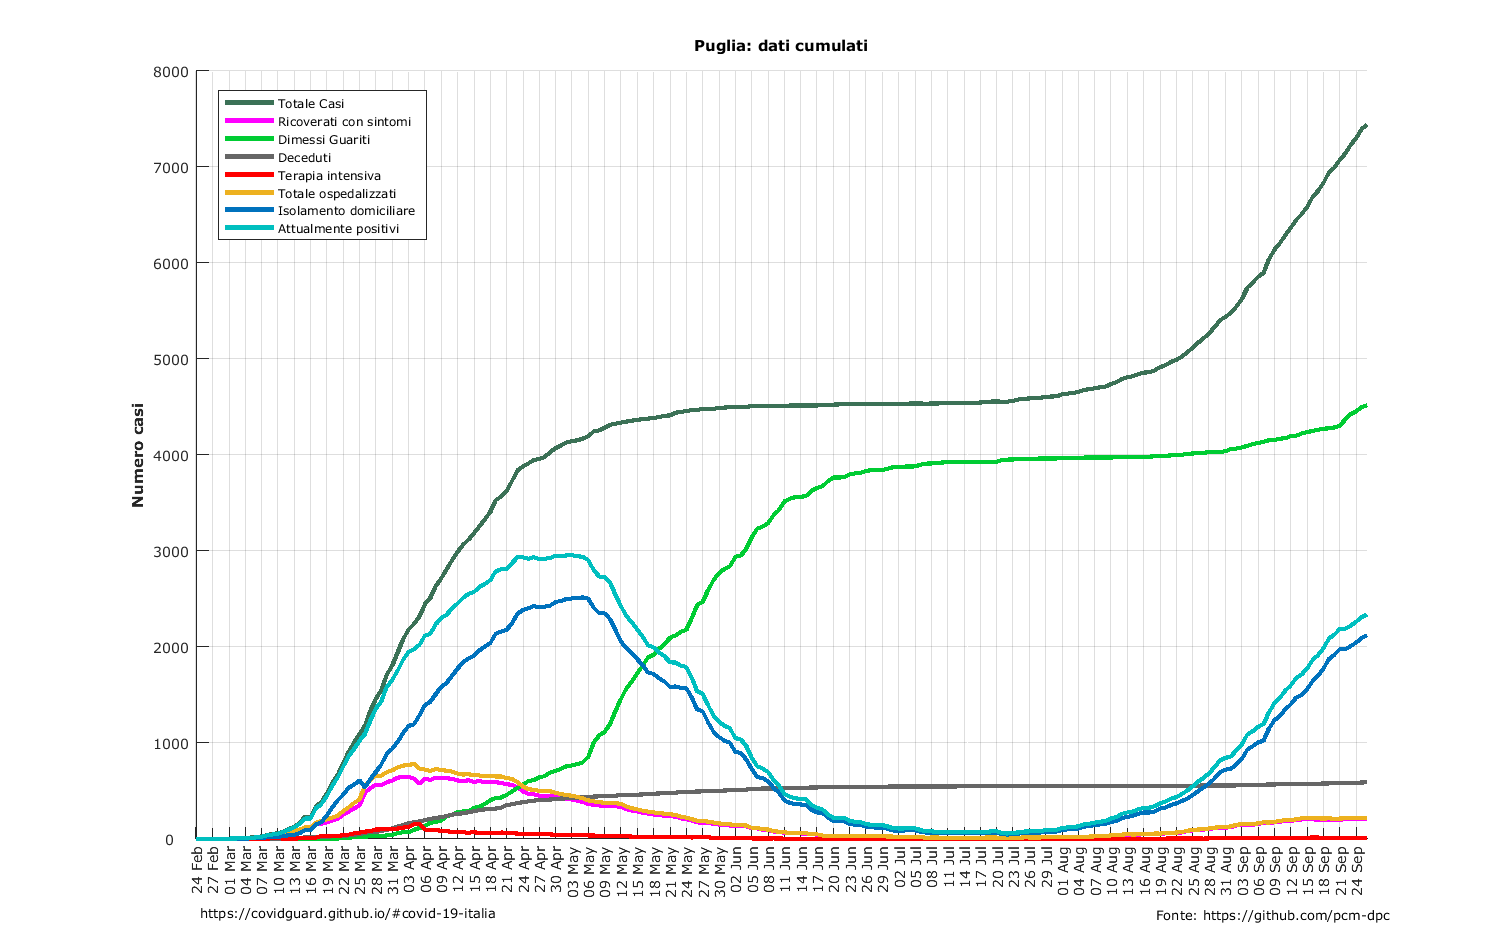 Puglia: dati cumulati
8000
7000
6000
5000
4000
3000
2000
1000
0
Numero casi
Totale Casi
Ricoverati con sintomi
Dimessi Guariti
Deceduti
Terapia intensiva
Totale ospedalizzati
Isolamento domiciliare
Attualmente positivi
24 Feb
27 Feb
01 Mar
04 Mar
07 Mar
10 Mar
13 Mar
16 Mar
19 Mar
22 Mar
25 Mar
28 Mar
31 Mar
03 Apr
06 Apr
09 Apr
12 Apr
15 Apr
18 Apr
21 Apr
24 Apr
27 Apr
30 Apr
03 May
06 May
09 May
12 May
15 May
18 May
21 May
24 May
27 May
30 May
02 Jun
05 Jun
08 Jun
11 Jun
14 Jun
17 Jun
20 Jun
23 Jun
26 Jun
29 Jun
02 Jul
05 Jul
08 Jul
11 Jul
14 Jul
17 Jul
20 Jul
23 Jul
26 Jul
29 Jul
01 Aug
04 Aug
07 Aug
10 Aug
13 Aug
16 Aug
19 Aug
22 Aug
25 Aug
28 Aug
31 Aug
03 Sep
06 Sep
09 Sep
12 Sep
15 Sep
18 Sep
21 Sep
24 Sep
https://covidguard.github.io/#covid-19-italia
Fonte: https://github.com/pcm-dpc